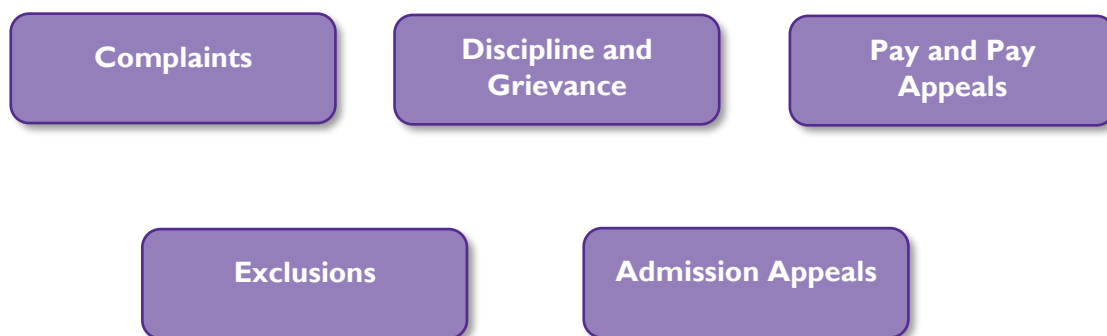 Complaints
Discipline and
Grievance
Pay and Pay
Appeals
Exclusions
Admission Appeals